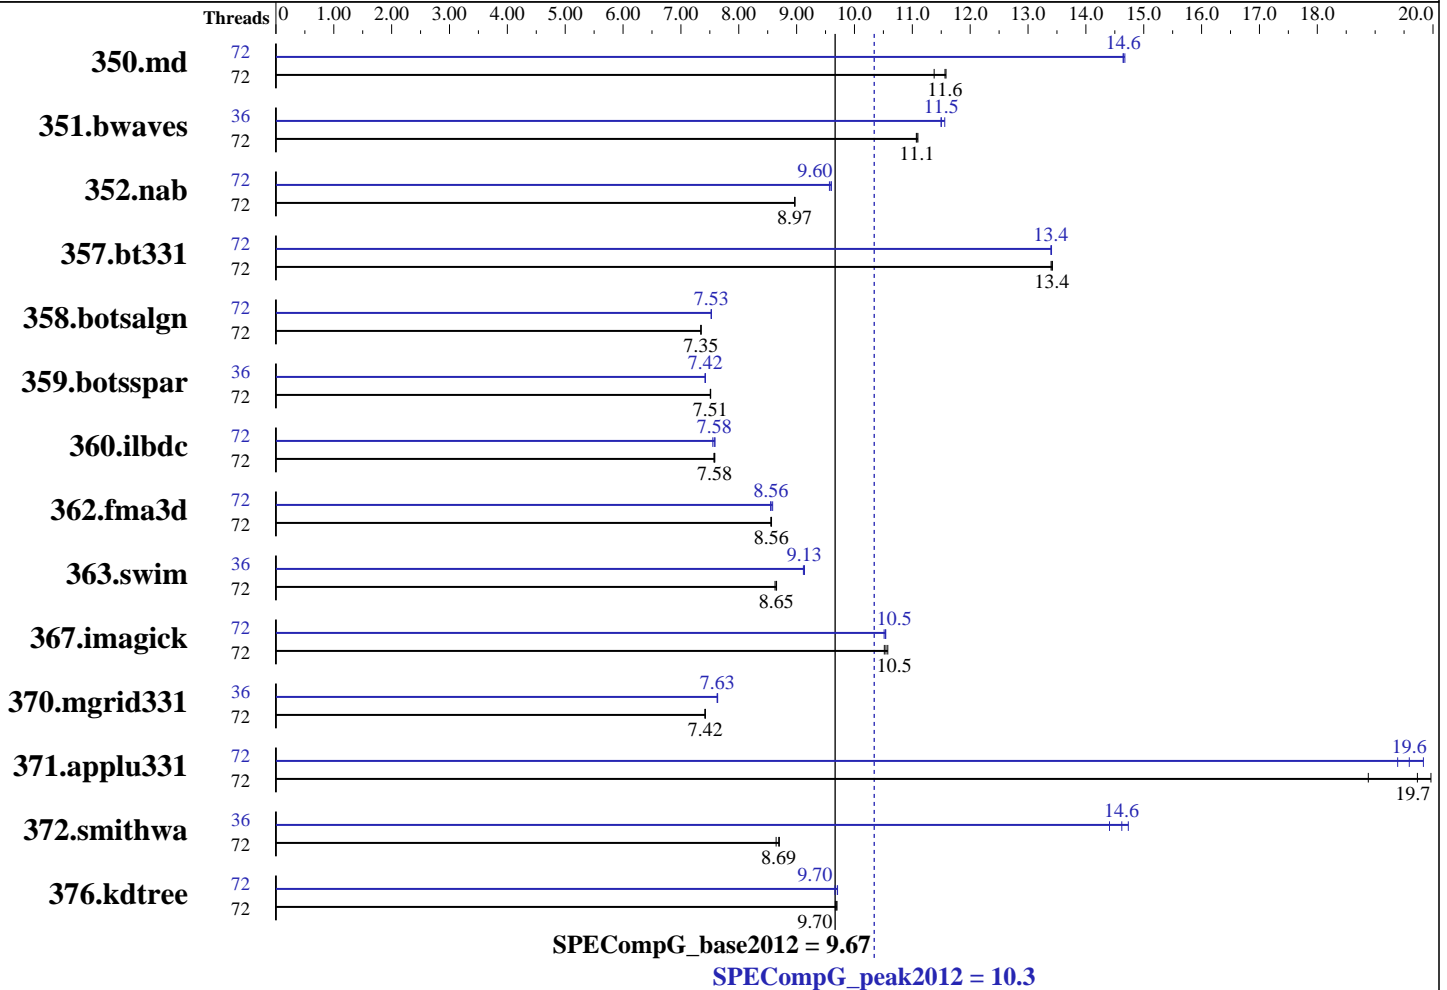 Threads 0 1.00 2.00 3.00 4.00 5.00 6.00 7.00 8.00 9.00 10.0 11.0 12.0 13.0 14.0 15.0 16.0 17.0 18.0 20.0
350.md 72 14.6
72 11.6
351.bwaves 36 11.5
72 11.1
352.nab 72 9.60
72 8.97
357.bt331 72 13.4
72 13.4
358.botsalgn 72 7.53
72 7.35
359.botsspar 36 7.42
72 7.51
360.ilbdc 72 7.58
72 7.58
362.fma3d 72 8.56
72 8.56
363.swim 36 9.13
72 8.65
367.imagick 72 10.5
72 10.5
370.mgrid331 36 7.63
72 7.42
371.applu331 72 19.6
72 19.7
372.smithwa 36 14.6
72 8.69
376.kdtree 72 9.70
72 9.70
SPECompG_base2012 = 9.67
SPECompG_peak2012 = 10.3